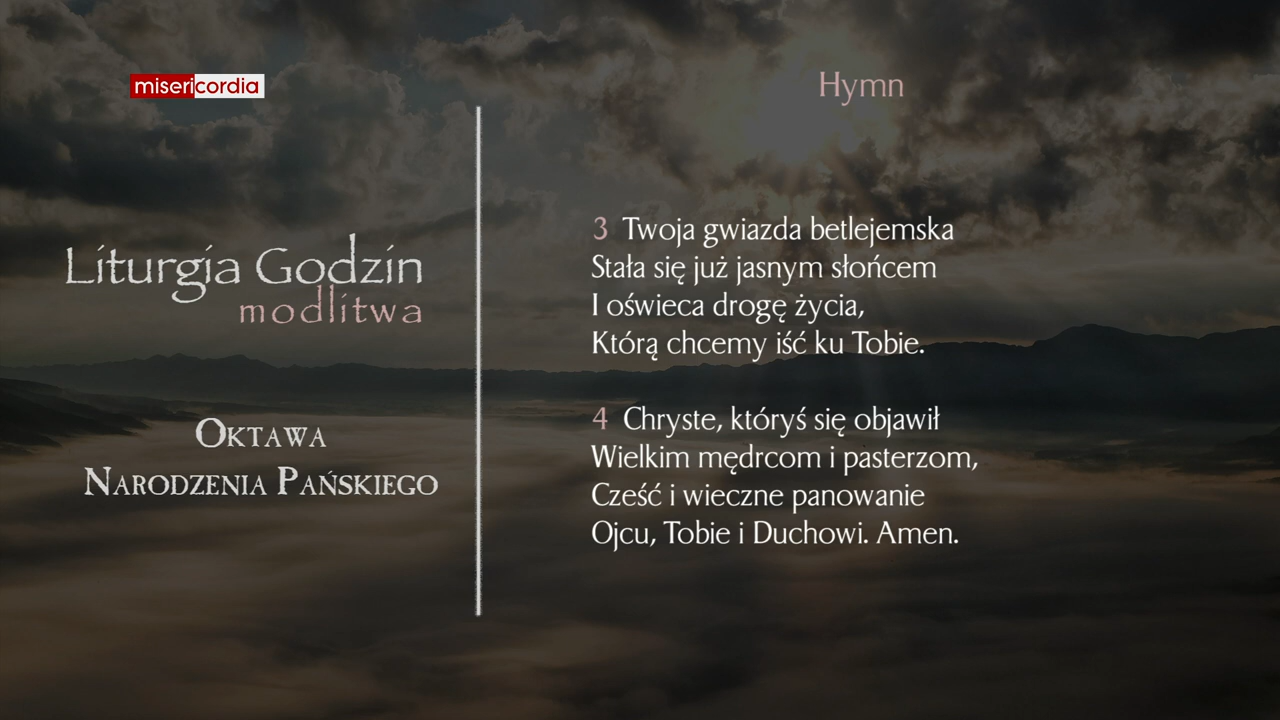 misericordia
Liturgia Godzin
modlitwa
Oktawa
Narodzenia Pańskiego
Hymn
3 Twoja gwiazda betlejemska
Stała się już jasnym słońcem
I oświeca drogę życia,
Którą chcemy iść ku Tobie.
4 Chryste, któryś się objawił
Wielkim mędrcom i pasterzom,
Cześć i wieczne panowanie
Ojcu, Tobie i Duchowi. Amen.